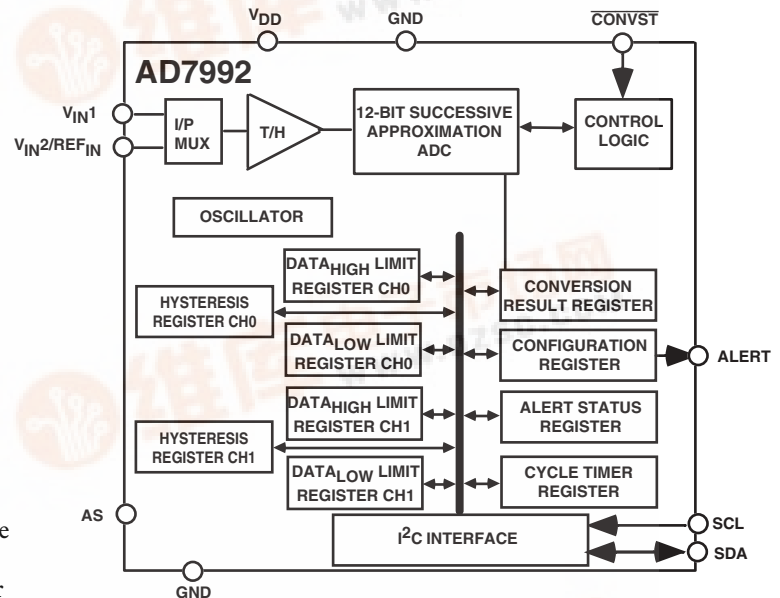 VDD
GND
CONVST
AD7992
VIN1
VIN2/REFIN
I/P
MUX
T/H
12-BIT SUCCESSIVE
APPROXIMATION
ADC
CONTROL
LOGIC
OSCILLATOR
DATAHIGH LIMIT
REGISTER CH0
CONVERSION
RESULT REGISTER
HYSTERESIS
REGISTER CH0
DATALOW LIMIT
REGISTER CH0
CONFIGURATION
REGISTER
ALERT
DATAHIGH LIMIT
REGISTER CH1
ALERT STATUS
REGISTER
HYSTERESIS
REGISTER CH1
DATALOW LIMIT
REGISTER CH1
CYCLE TIMER
REGISTER
AS
I2C INTERFACE
SCL
SDA
GND